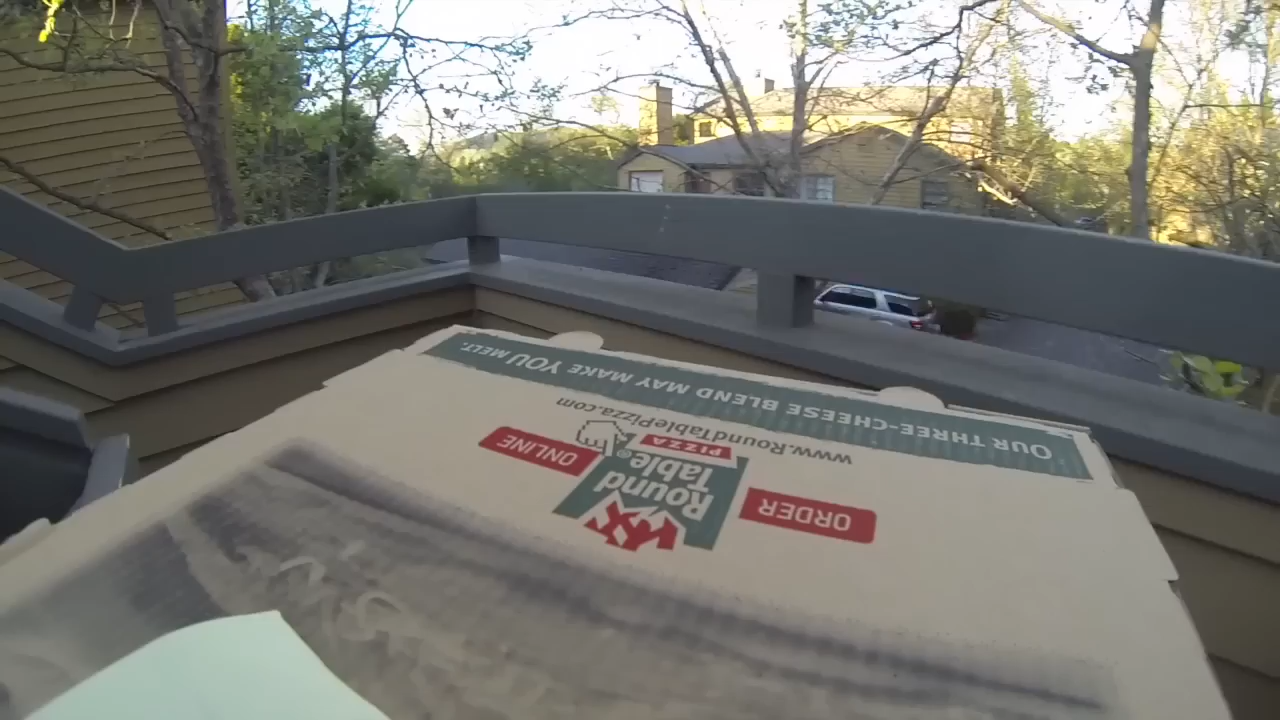 ORDER
Round
Table®
PIZZA
ONLINE
www.RoundTablePizza.com
OUR THREE-CHEESE BLEND MAY MAKE YOU MELT.